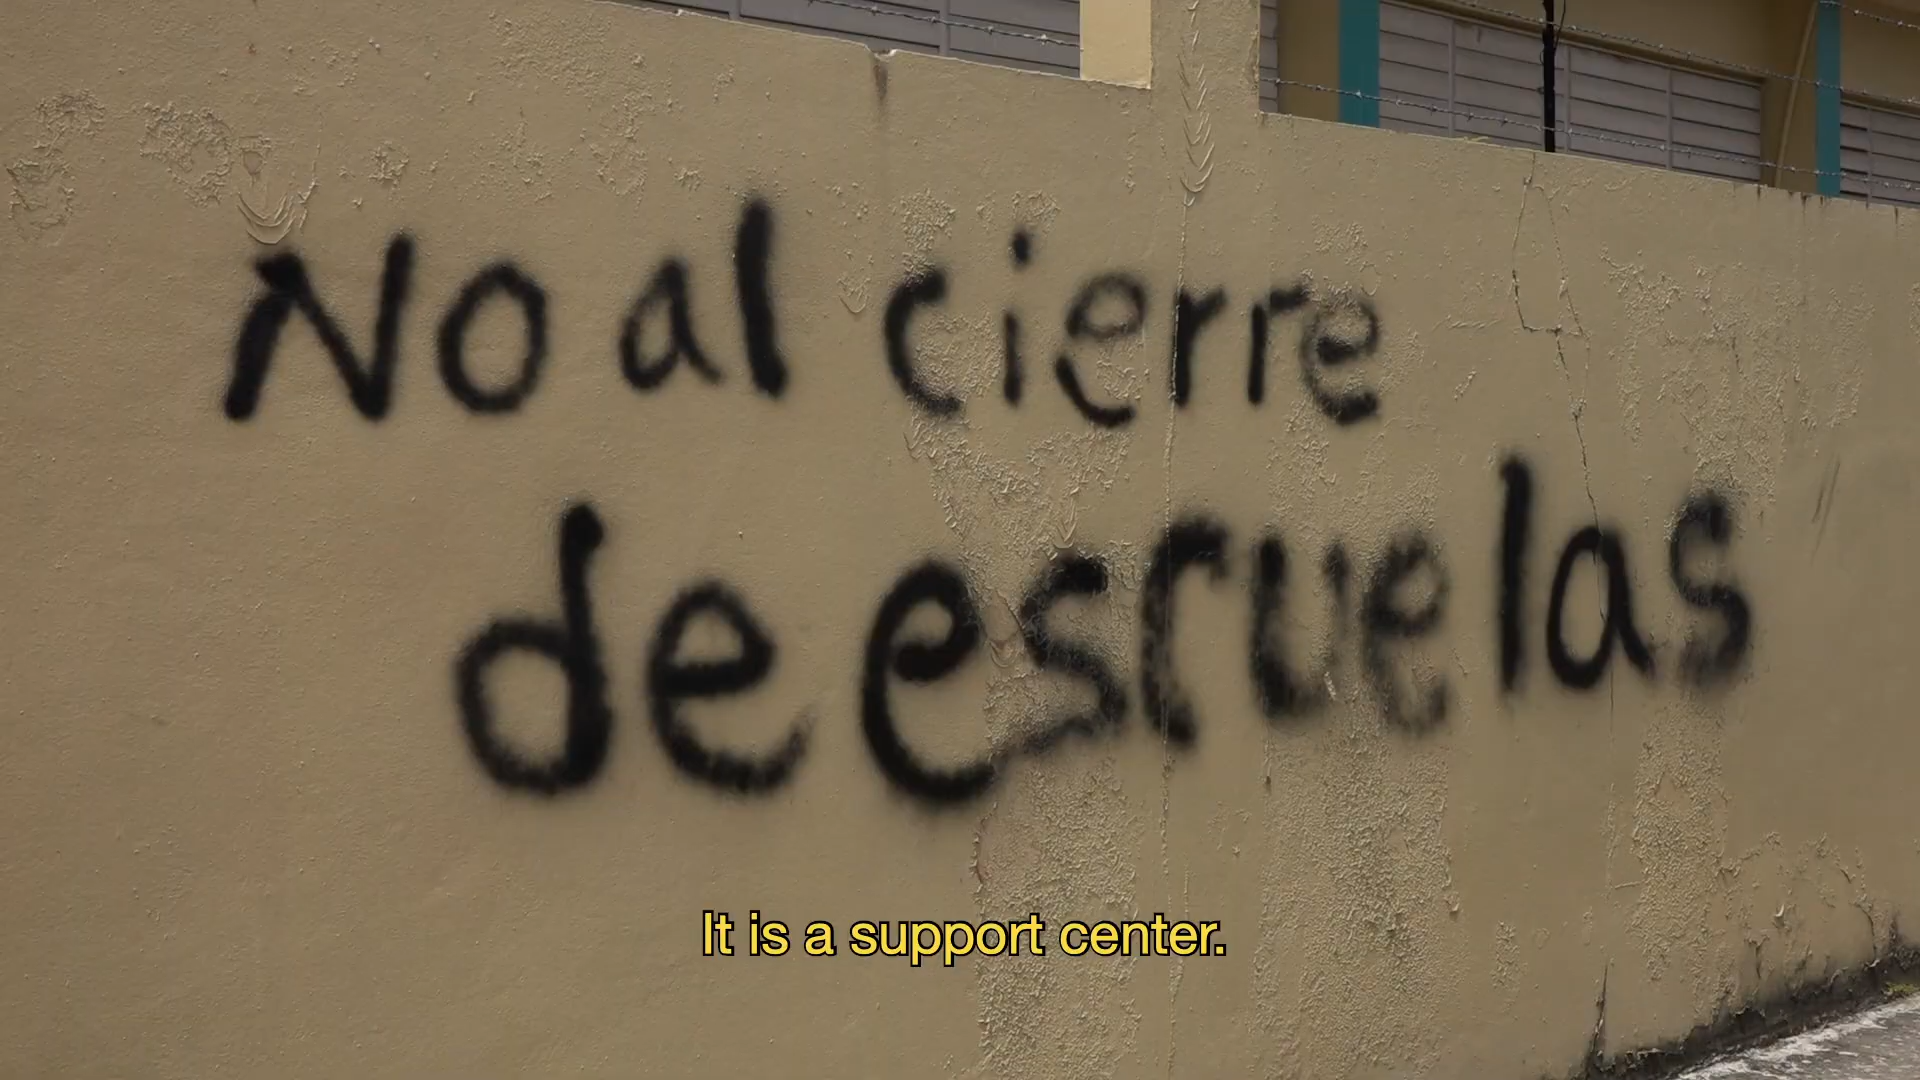 No al cierre
de escuelas
It is a support center.